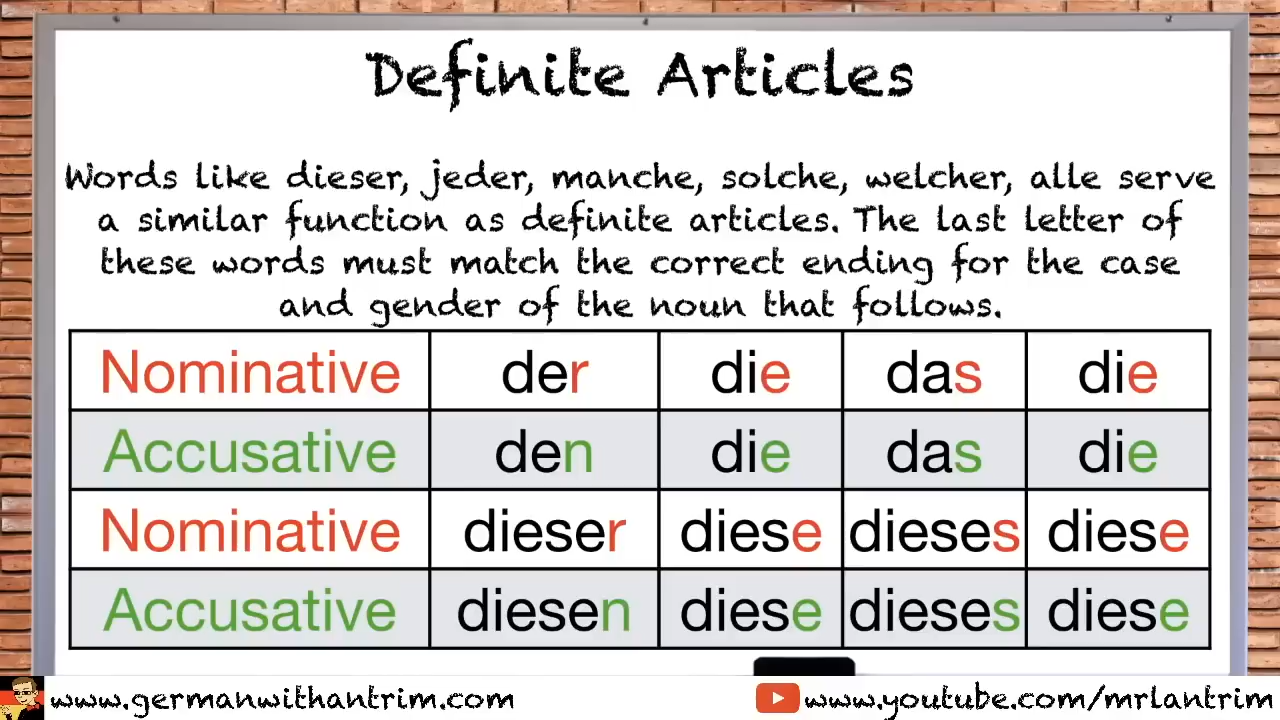 Definite Articles
Words like dieser, jeder, manche, solche, welcher, alle serve
a similar function as definite articles. The last letter of
these words must match the correct ending for the case
and gender of the noun that follows.
Nominative der die das die
Accusative den die das die
Nominative dieser diese dieses diese
Accusative diesen diese dieses diese
www.germanwithantrim.com www.youtube.com/mrlantrim